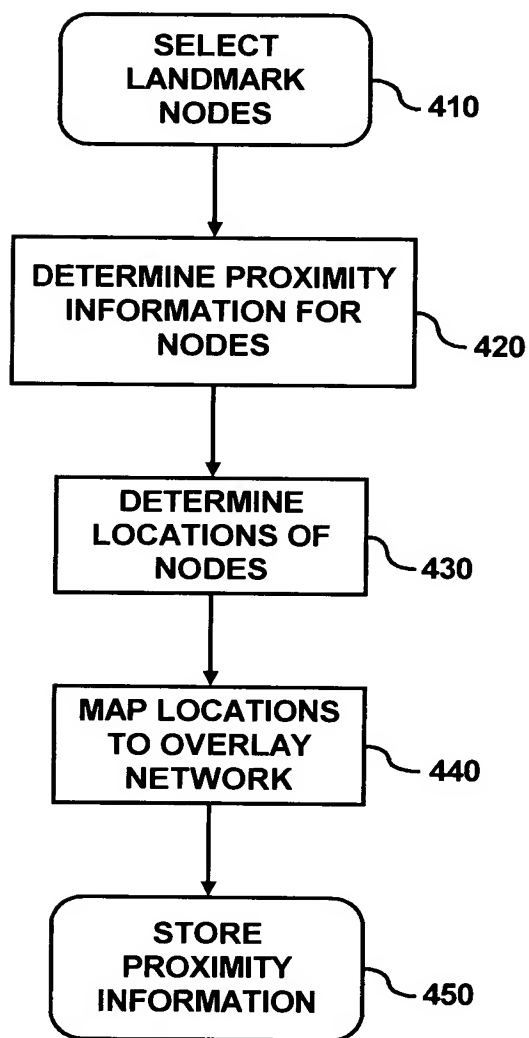 SELECT
LANDMARK
NODES
410
DETERMINE PROXIMITY
INFORMATION FOR
NODES
420
DETERMINE
LOCATIONS OF
NODES
430
MAP LOCATIONS
TO OVERLAY
NETWORK
440
STORE
PROXIMITY
INFORMATION
450